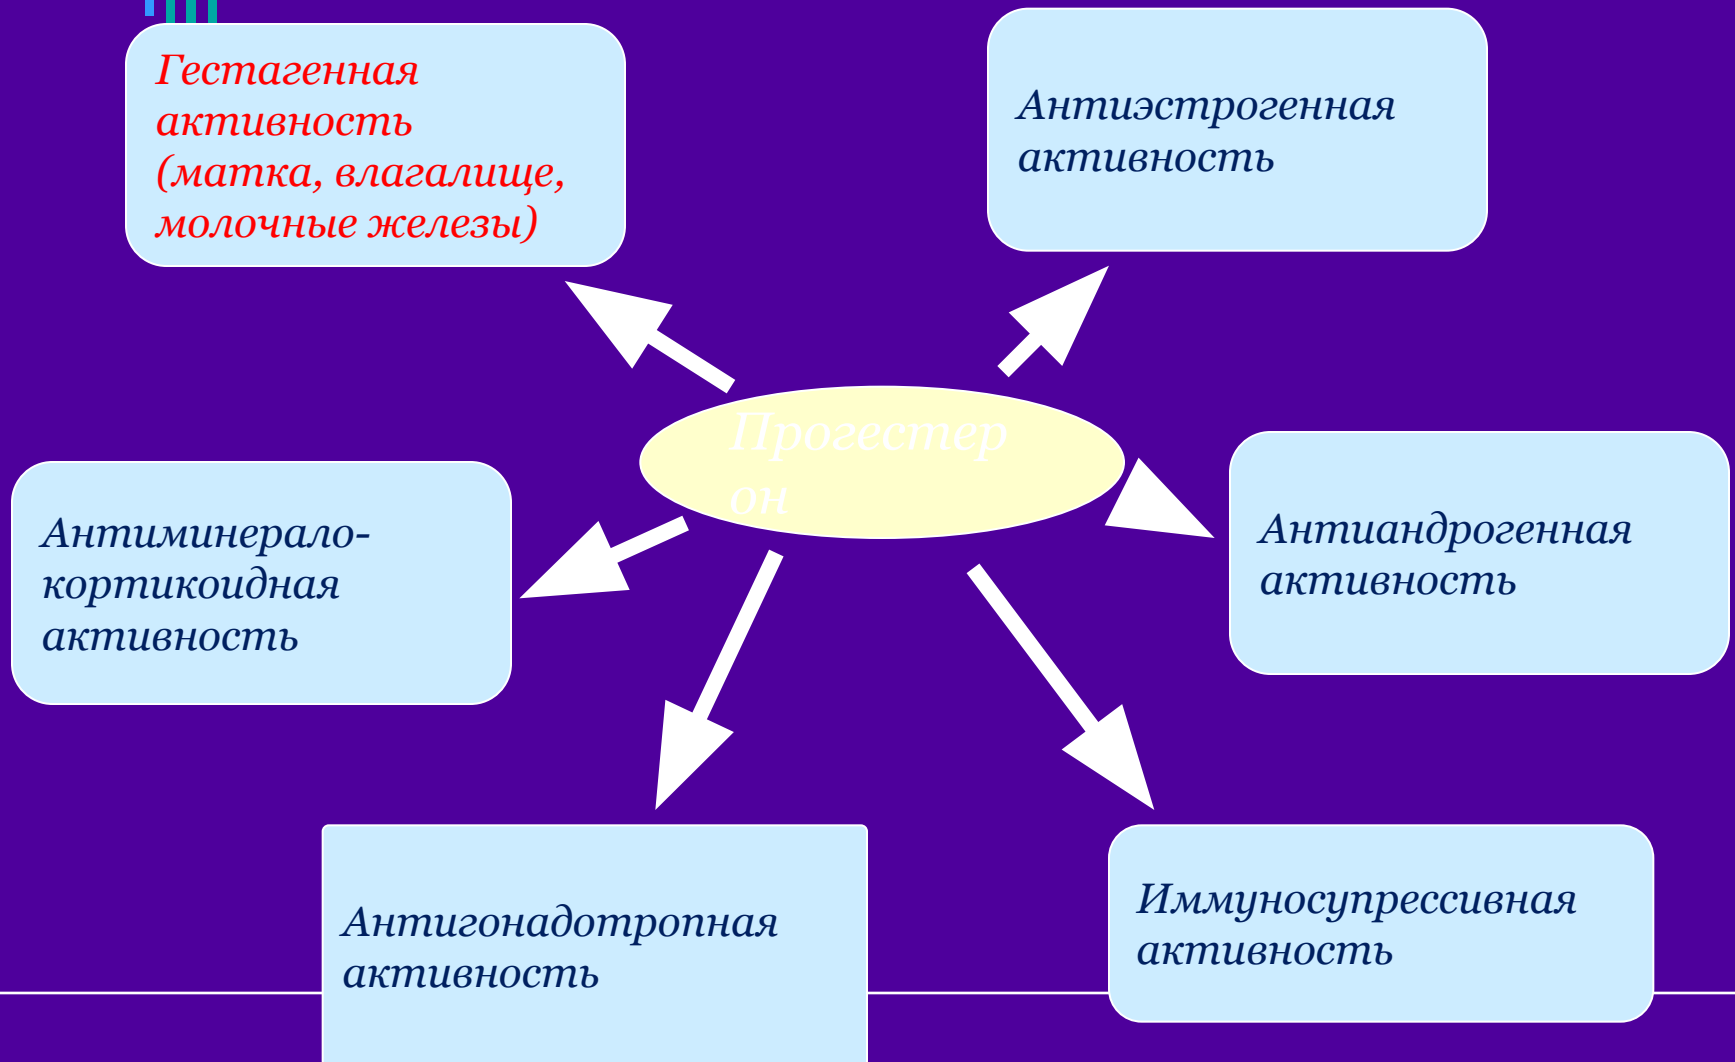 Гестагенная
активность
(матка, влагалище,
молочные железы)
Антиэстрогенная
активность
Прогестер
он
Антиминерало-
кортикоидная
активность
Антиандрогенная
активность
Антигонадотропная
активность
Иммуносупрессивная
активность